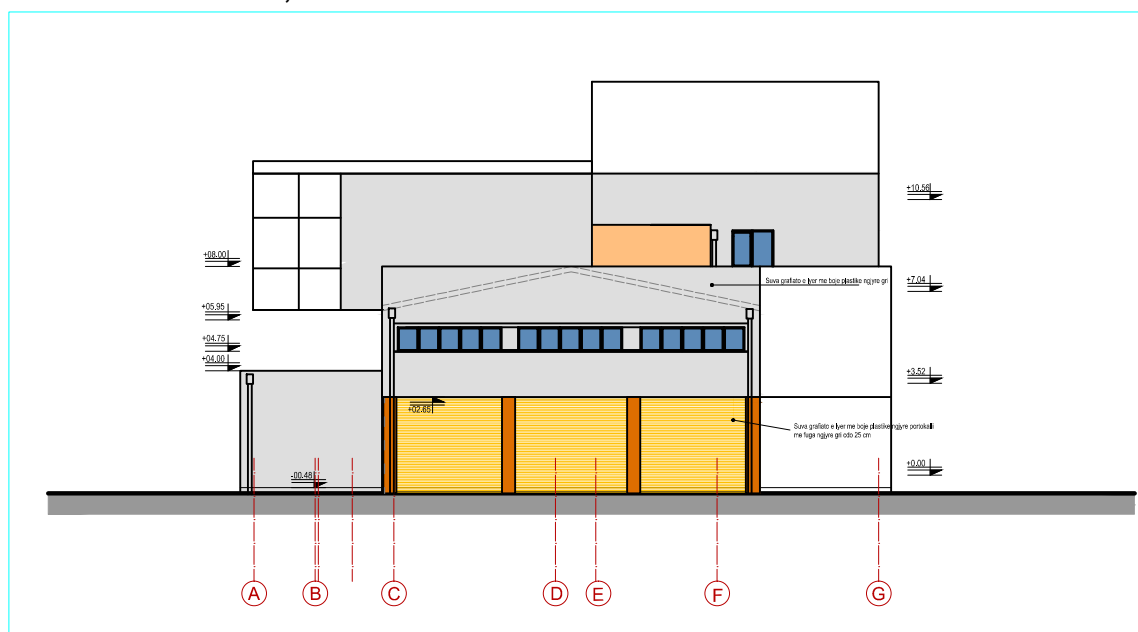 +10.56
+08.00
Suva grafiato e lyer me boje plastike ngjyre gri
+7.04
+05.95
+04.75
+04.00
+3.52
+02.65
Suva grafiato e lyer me boje plastike ngjyre portokalli
me fuga ngjyre gri cdo 25 cm
+0.00
-00.48
A B C D E F G